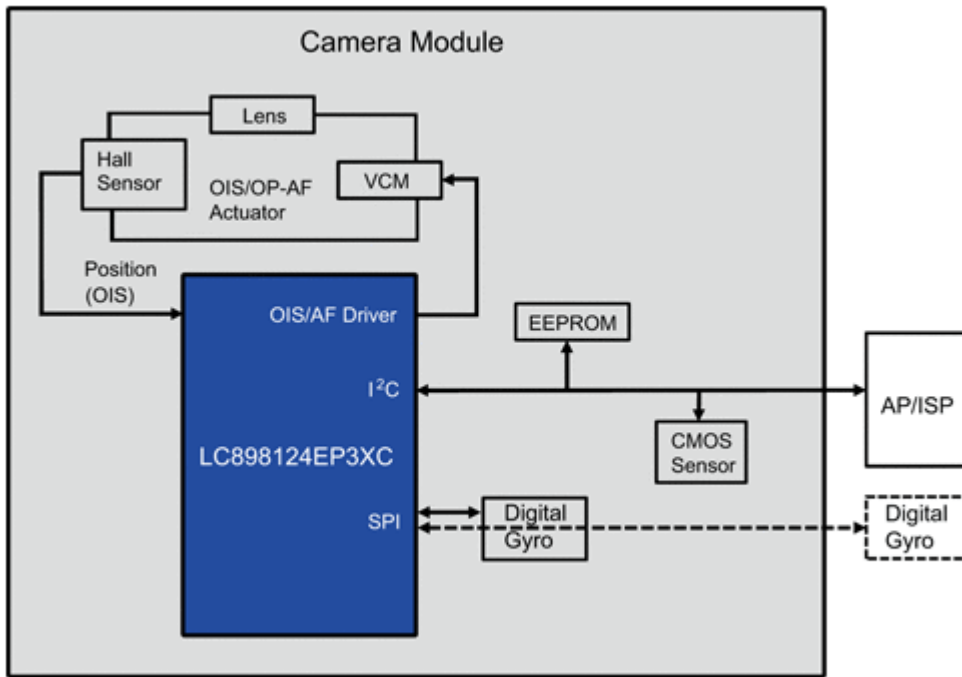 Camera Module
Lens
Hall
Sensor
VCM
OIS/OP-AF
Actuator
Position
(OIS)
OIS/AF Driver
EEPROM
I²C
AP/ISP
CMOS
Sensor
LC898124EP3XC
SPI
Digital
Gyro
Digital
Gyro